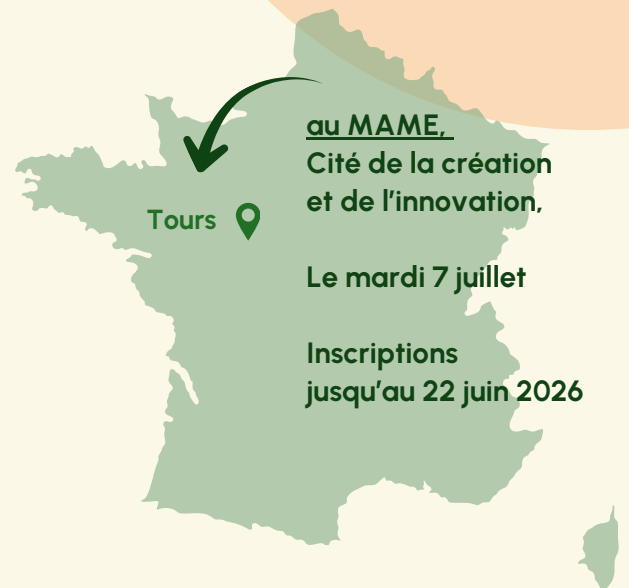 au MAME,
Cité de la création
et de l'innovation,
Tours
Le mardi 7 juillet
Inscriptions
jusqu'au 22 juin 2026